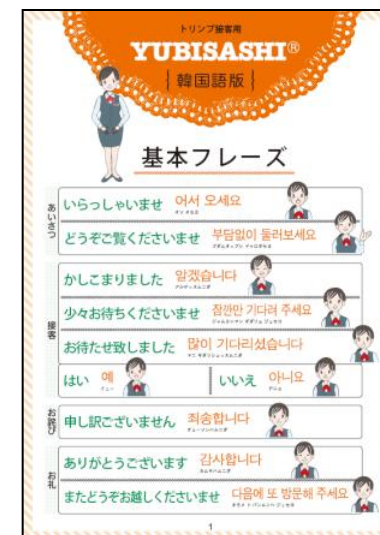 トリンプ接客用
YUBISASHI®
韓国語版
基本フレーズ
あいさつ
いらっしゃいませ 어서 오세요
どうぞご覧くださいませ 부담없이 둘러보세요
接客
かしこまりました 알겠습니다
少々お待ちくださいませ 잠깐만 기다려 주세요
お待たせ致しました 많이 기다리셨습니다
はい 예 いいえ 아니요
お詫び
申し訳ございません 죄송합니다
お礼
ありがとうございます 감사합니다
またどうぞお越しくださいませ 다음에 또 방문해 주세요
1